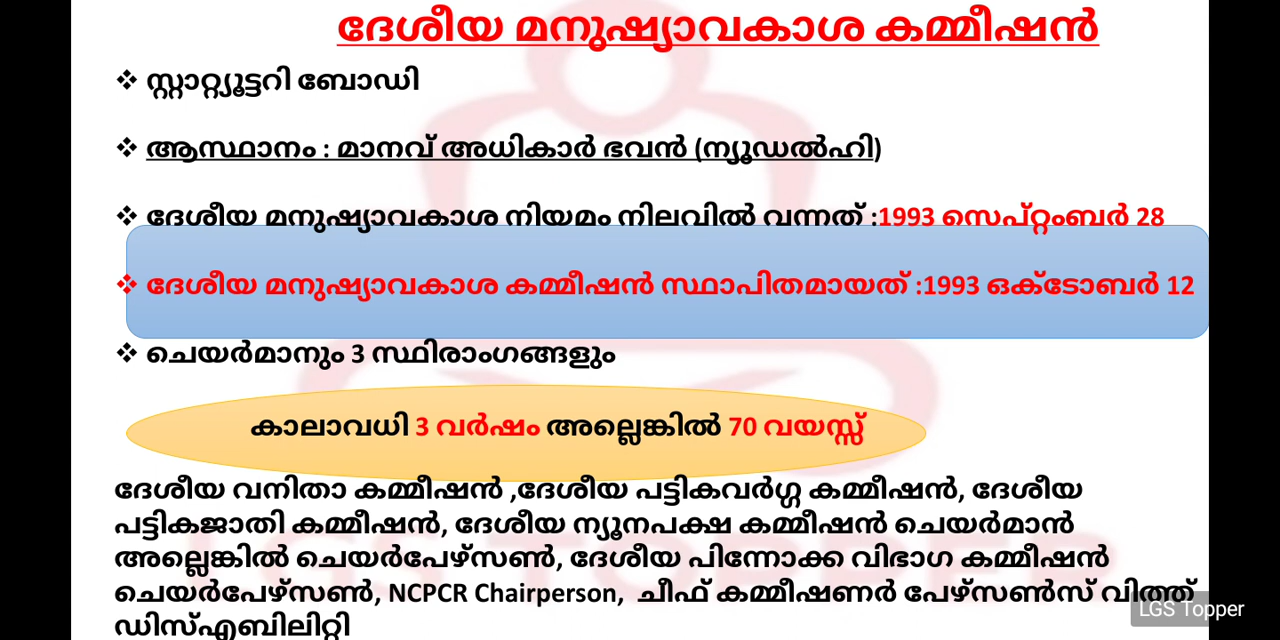 ദേശീയ മനുഷ്യാവകാശ കമ്മീഷൻ
❖ സ്റ്റാറ്റ്യൂട്ടറി ബോഡി
❖ ആസ്ഥാനം : മാനവ് അധികാർ ഭവൻ (ന്യൂഡൽഹി)
❖ ദേശീയ മനുഷ്യാവകാശ നിയമം നിലവിൽ വന്നത് :1993 സെപ്റ്റംബർ 28
❖ ദേശീയ മനുഷ്യാവകാശ കമ്മീഷൻ സ്ഥാപിതമായത് :1993 ഒക്ടോബർ 12
❖ ചെയർമാനും 3 സ്ഥിരാംഗങ്ങളും
കാലാവധി 3 വർഷം അല്ലെങ്കിൽ 70 വയസ്സ്
ദേശീയ വനിതാ കമ്മീഷൻ ,ദേശീയ പട്ടികവർഗ്ഗ കമ്മീഷൻ, ദേശീയ
പട്ടികജാതി കമ്മീഷൻ, ദേശീയ ന്യൂനപക്ഷ കമ്മീഷൻ ചെയർമാൻ
അല്ലെങ്കിൽ ചെയർപേഴ്സൺ, ദേശീയ പിന്നോക്ക വിഭാഗ കമ്മീഷൻ
ചെയർപേഴ്സൺ, NCPCR Chairperson, ചീഫ് കമ്മീഷണർ പേഴ്സൺസ് വിത്ത്
ഡിസ്എബിലിറ്റി
LGS Topper